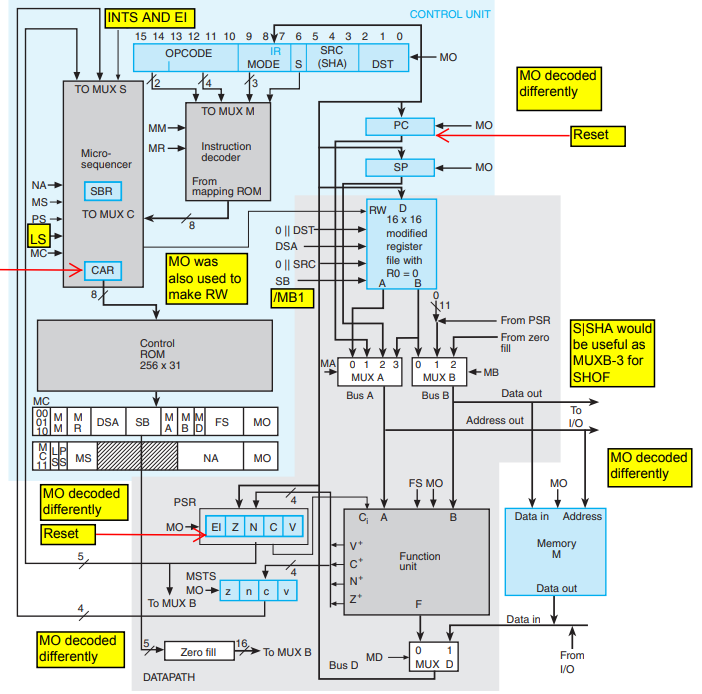 CONTROL UNIT
INTS AND EI
15 14 13 12 11 10 9 8 7 6 5 4 3 2 1 0
OPCODE
IR
MODE
S
SRC
(SHA)
DST
MO
2
4
3
TO MUX S
TO MUX M
MO decoded
differently
PC
MO
Reset
MM
MR
Instruction
decoder
From
mapping ROM
Micro-
sequencer
SBR
TO MUX C
SP
MO
NA
MS
PS
LS
MC
CAR
8
8
MO was
also used to
make RW
RW
D
16 x 16
modified
register
file with
R0 = 0
A
B
0 || DST
DSA
0 || SRC
SB
/MB1
0
11
From PSR
From zero
fill
S|SHA would
be useful as
MUXB-3 for
SHOF
Control
ROM
256 x 31
MA
0 1 2 3
MUX A
0 1 2
MUX B
MB
Bus A
Bus B
Data out
Address out
To
I/O
MC
00
01
10
M
M
M
R
DSA
SB
M
A
M
B
M
D
FS
MO
M
C
11
L
S
P
S
MS
NA
MO
MO decoded
differently
MO decoded
differently
Reset
PSR
MO
EI Z N C V
4
FS MO
MO
Ci
A
B
Data in
Address
Memory
M
Data out
Function
unit
V+
C+
N+
Z+
F
5
To MUX B
MSTS
MO
z n c v
4
4
MO decoded
differently
5
Zero fill
16
To MUX B
Data in
From
I/O
MD
0 1
MUX D
Bus D
DATAPATH